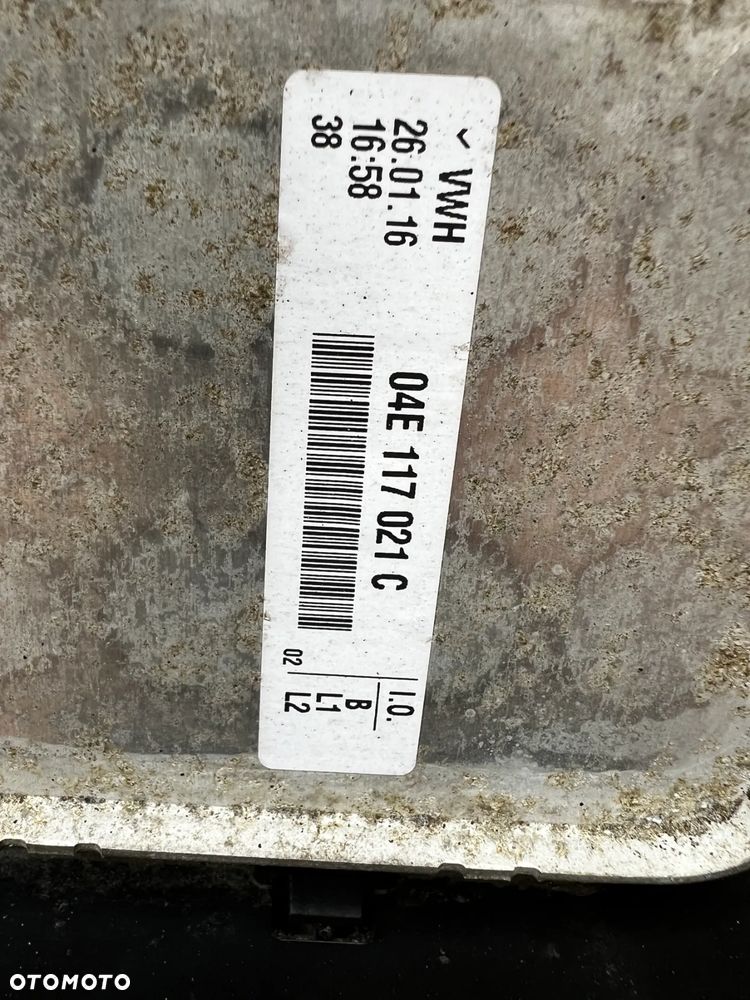 VWH
26.01.16
16:58
38
04E 117 021 C
I.O.
B
L1
L2
02
OTOMOTO